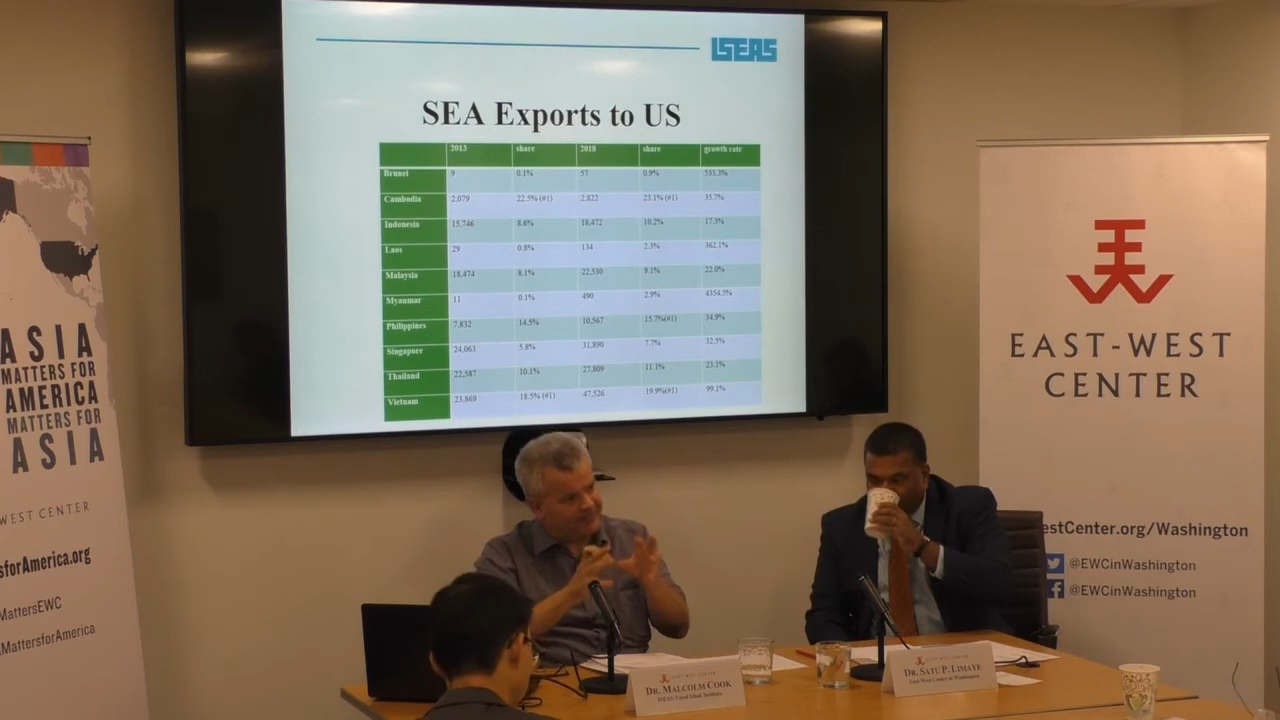 ISEAS
SEA Exports to US
2013 share 2018 share growth rate
Brunei 9 0.1% 57 0.9% 533.3%
Cambodia 2,079 22.5% (#1) 2,822 23.1% (#1) 35.7%
Indonesia 15,746 8.6% 18,472 10.2% 17.3%
Laos 29 0.8% 134 2.3% 362.1%
Malaysia 18,474 8.1% 22,530 9.1% 22.0%
Myanmar 11 0.1% 490 2.9% 4354.5%
Philippines 7,832 14.5% 10,567 15.7%(#1) 34.9%
Singapore 24,063 5.8% 31,890 7.7% 32.5%
Thailand 22,587 10.1% 27,809 11.1% 23.1%
Vietnam 23,869 18.5% (#1) 47,526 19.9%(#1) 99.1%
ASIA
MATTERS FOR
AMERICA
MATTERS FOR
ASIA
WEST CENTER
sforAmerica.org
MattersEWC
MattersforAmerica
EAST-WEST
CENTER
estCenter.org/Washington
@EWCinWashington
@EWCinWashington
EAST-WEST CENTER
DR. MALCOLM COOK
ISEAS-Yusof Ishak Institute
EAST-WEST CENTER
DR. SATU P. LIMAYE
East-West Center in Washington